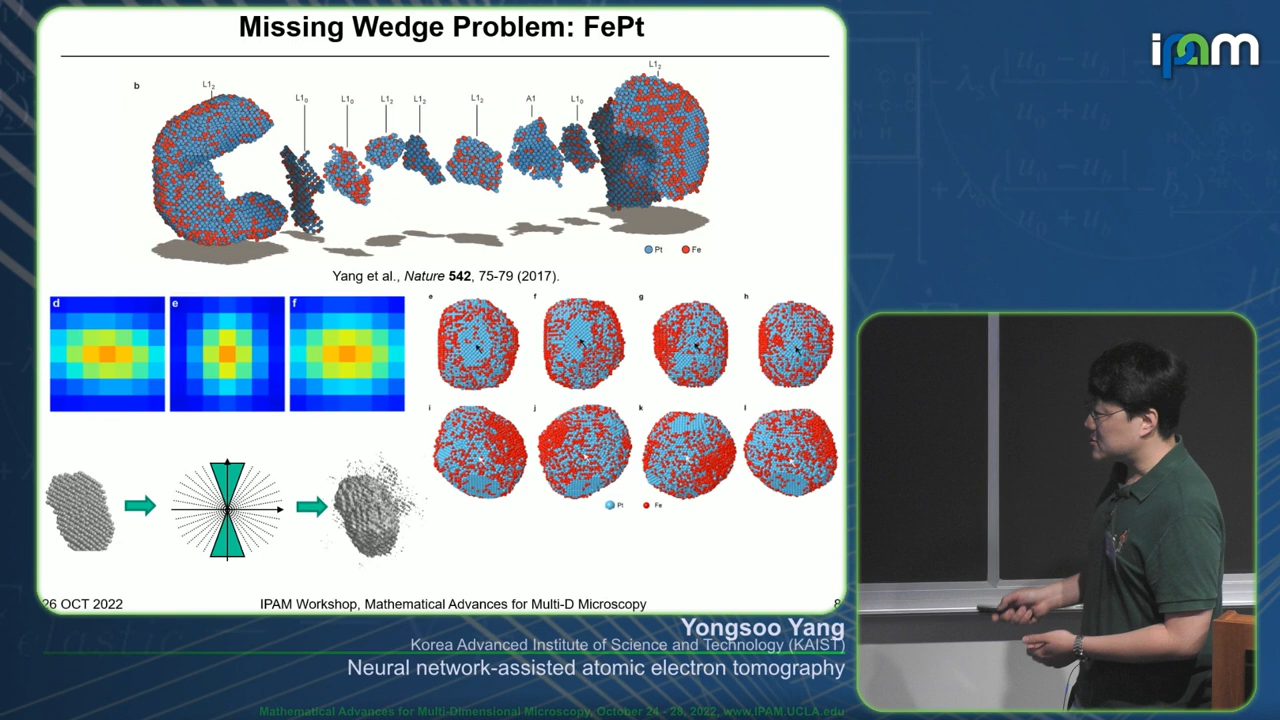 Missing Wedge Problem: FePt
ipam
b
L1₂
L1₀
L1₀
L1₂
L1₂
L1₂
A1
L1₀
L1₂
Pt Fe
Yang et al., Nature 542, 75-79 (2017).
d e f
e f g h
i j k l
Pt Fe
26 OCT 2022 IPAM Workshop, Mathematical Advances for Multi-D Microscopy 8
Yongsoo Yang
Korea Advanced Institute of Science and Technology (KAIST)
Neural network-assisted atomic electron tomography
Mathematical Advances for Multi-Dimensional Microscopy, October 24 - 28, 2022, www.IPAM.UCLA.edu